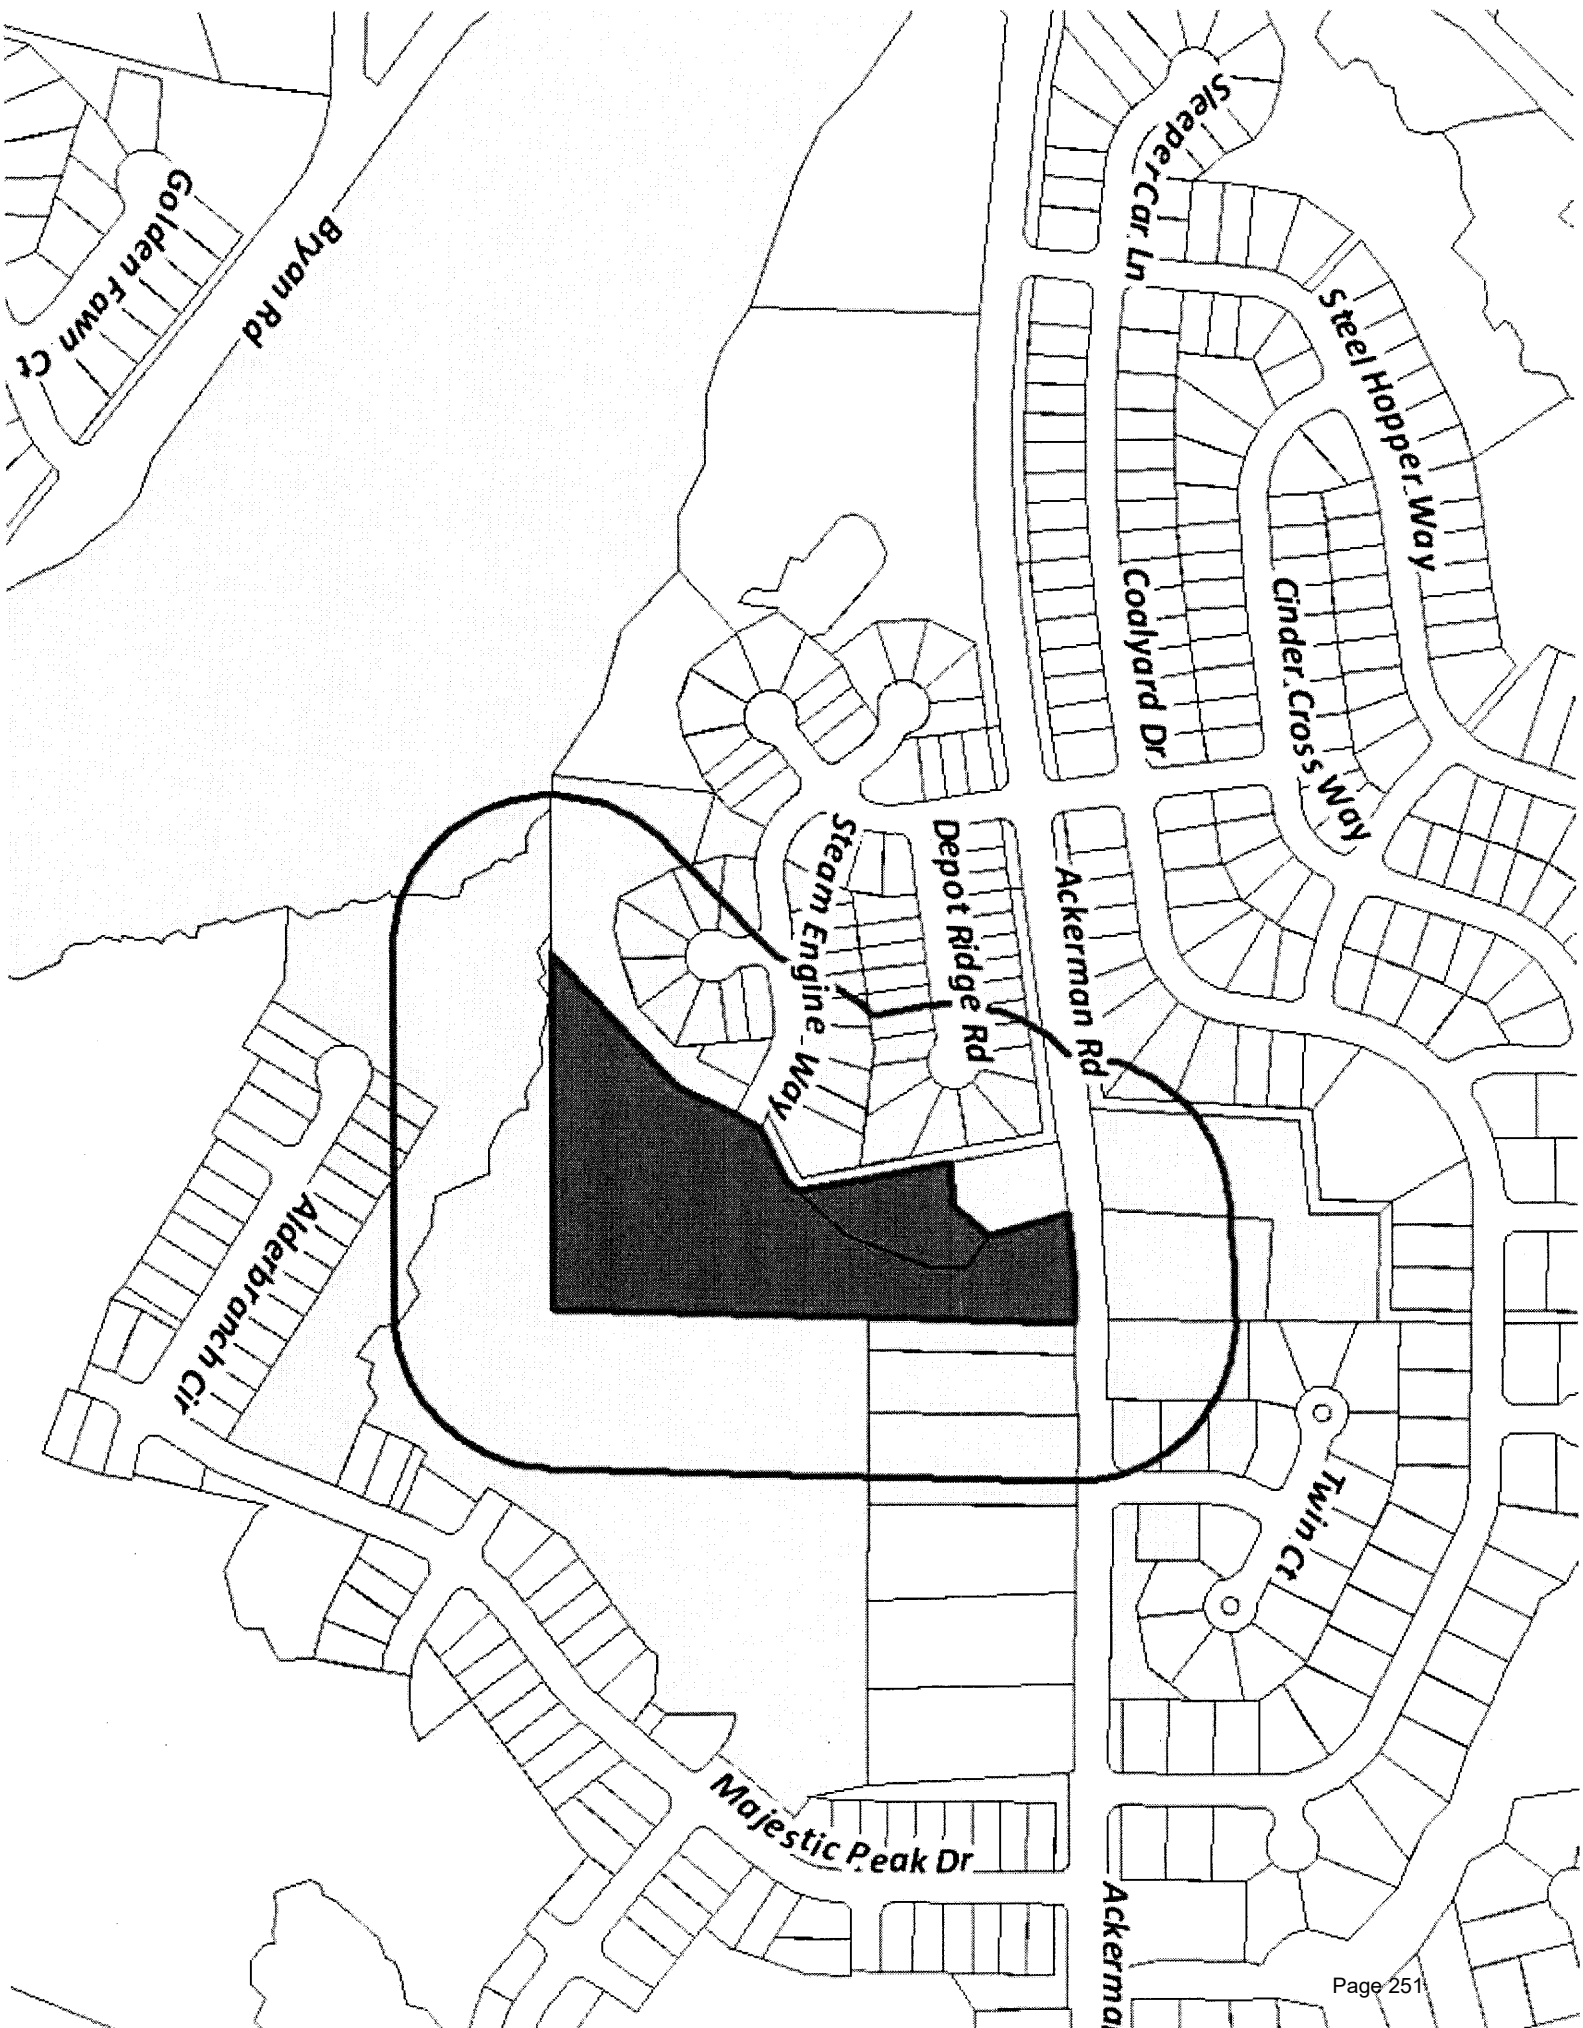 Sleeper Car Ln
Golden Fawn Ct
Bryan Rd
Steel Hopper Way
Coalyard Dr
Cinder Cross Way
Steam Engine Way
Depot Ridge Rd
Ackerman Rd
Alderbranch Cir
Twin Ct
Majestic Peak Dr
Ackerma
Page 251